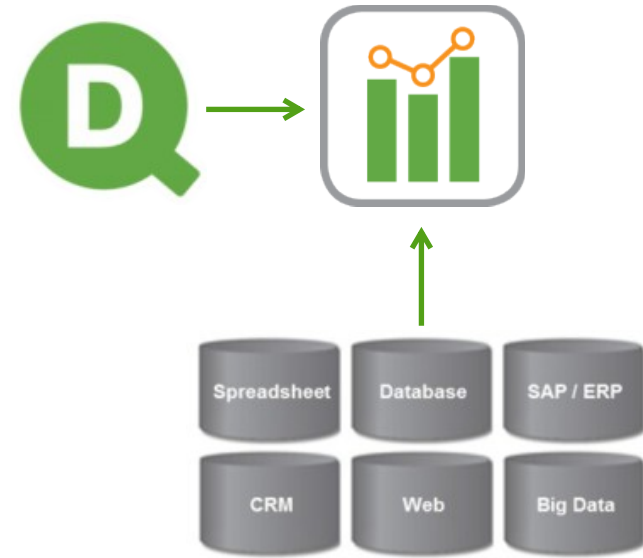 D
Spreadsheet
Database
SAP / ERP
CRM
Web
Big Data